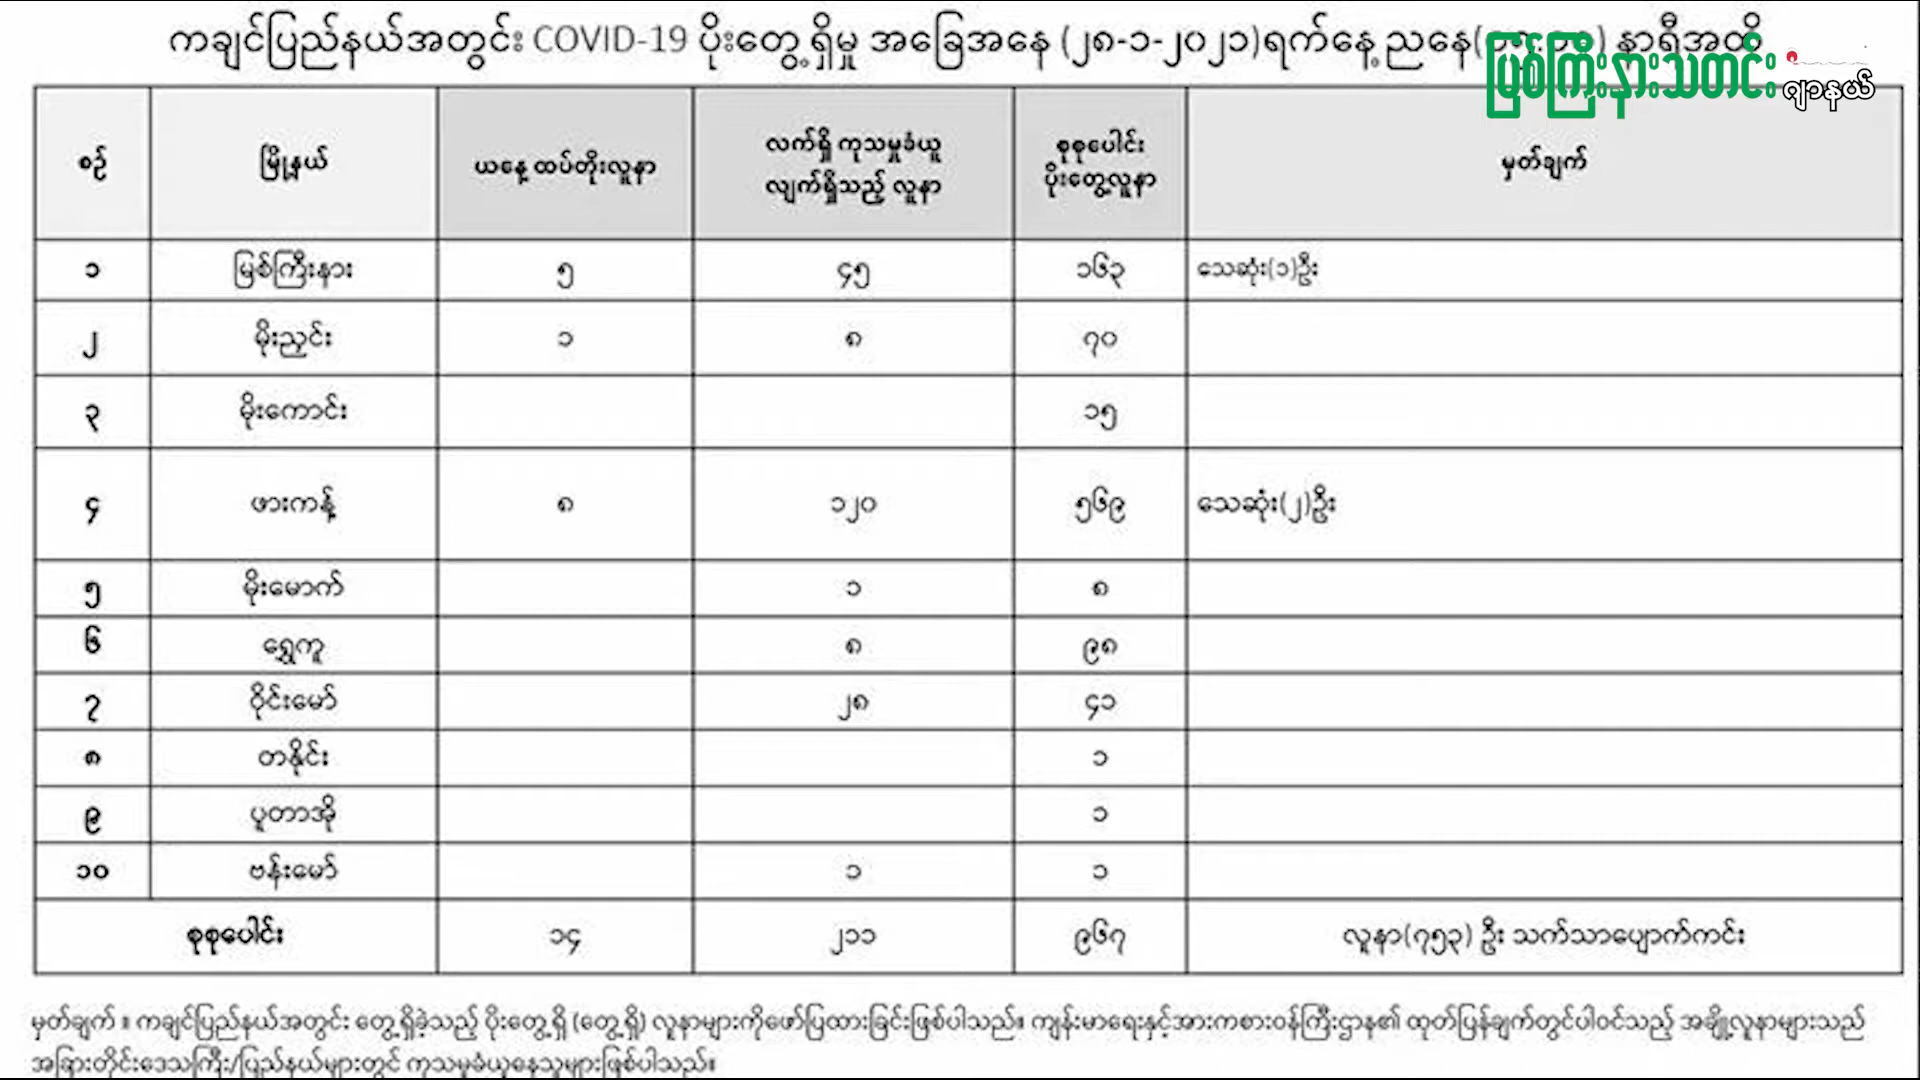 ကချင်ပြည်နယ်အတွင်း COVID-19 ပိုးတွေ့ရှိမှု အခြေအနေ (၂၈-၁-၂၀၂၁)ရက်နေ့ ညနေ နာရီအထိ
မြစ်ကြီးနားသတင်း ဂျာနယ်
စဉ် မြို့နယ် ယနေ့ ထပ်တိုးလူနာ လက်ရှိ ကုသမှုခံယူ လျက်ရှိသည့် လူနာ စုစုပေါင်း ပိုးတွေ့လူနာ မှတ်ချက်
၁ မြစ်ကြီးနား ၅ ၄၅ ၁၆၃ သေဆုံး(၁)ဦး
၂ မိုးညှင်း ၁ ၈ ၇၀
၃ မိုးကောင်း ၁၅
၄ ဖားကန့် ၈ ၁၂၀ ၅၆၉ သေဆုံး(၂)ဦး
၅ မိုးမောက် ၁ ၈
၆ ရွှေကူ ၈ ၉၈
၇ ဝိုင်းမော် ၂၈ ၄၁
၈ တနိုင်း ၁
၉ ပူတာအို ၁
၁၀ ဗန်းမော် ၁ ၁
စုစုပေါင်း ၁၄ ၂၁၁ ၉၆၇ လူနာ(၇၅၃) ဦး သက်သာပျောက်ကင်း
မှတ်ချက် ။ ကချင်ပြည်နယ်အတွင်း တွေ့ရှိခဲ့သည့် ပိုးတွေ့ရှိ (တွေ့ရှိ) လူနာများကိုဖော်ပြထားခြင်းဖြစ်ပါသည်။ ကျန်းမာရေးနှင့်အားကစားဝန်ကြီးဌာန၏ ထုတ်ပြန်ချက်တွင်ပါဝင်သည့် အချို့လူနာများသည်
အခြားတိုင်းဒေသကြီး/ပြည်နယ်များတွင် ကုသမှုခံယူနေသူများဖြစ်ပါသည်။